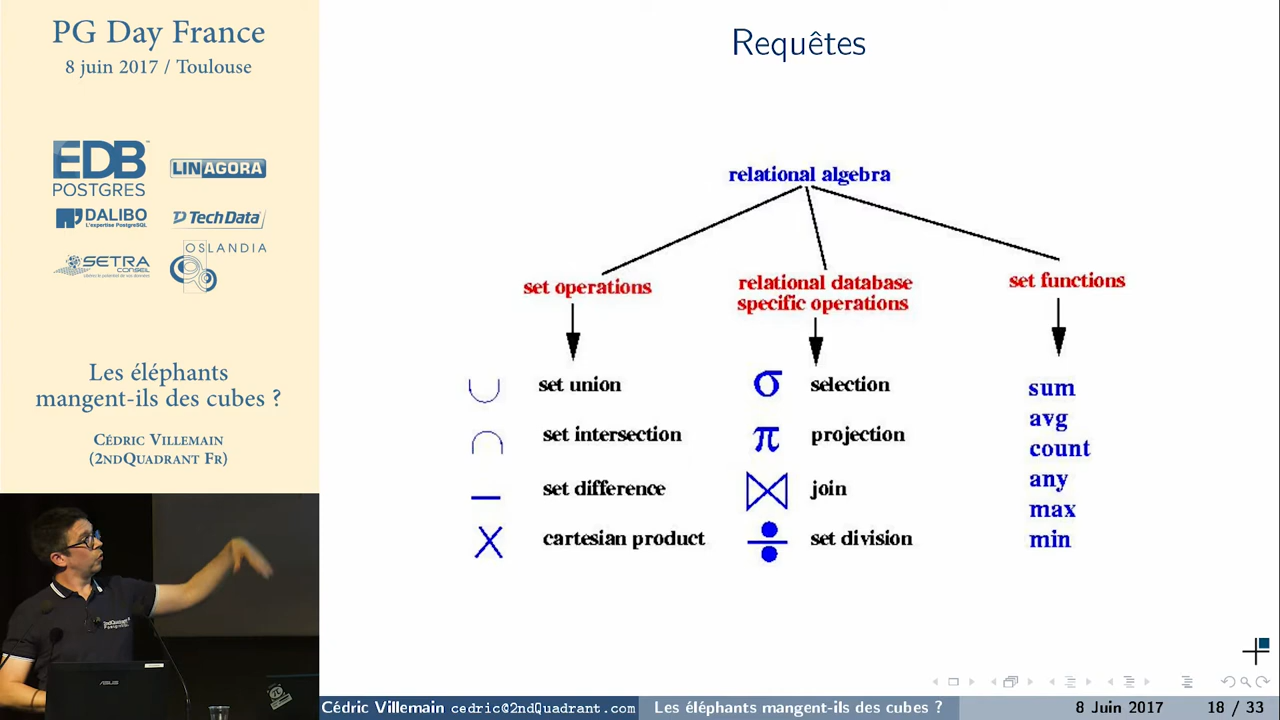 PG Day France
8 juin 2017 / Toulouse
EDB
POSTGRES
LINAGORA
DALIBO
L'expertise PostgreSQL
TechData
SETRA
CONSEIL
OSLANDIA
Les éléphants
mangent-ils des cubes ?
CÉDRIC VILLEMAIN
(2NDQUADRANT FR)
2ndQuadrant
PostgreSQL
ASUS
Requêtes
relational algebra
set operations
relational database
specific operations
set functions
∪ set union
σ selection
sum
∩ set intersection
π projection
avg
− set difference
⋈ join
count
× cartesian product
÷ set division
any
max
min
Cédric Villemain cedric@2ndQuadrant.com
Les éléphants mangent-ils des cubes ?
8 Juin 2017
18 / 33